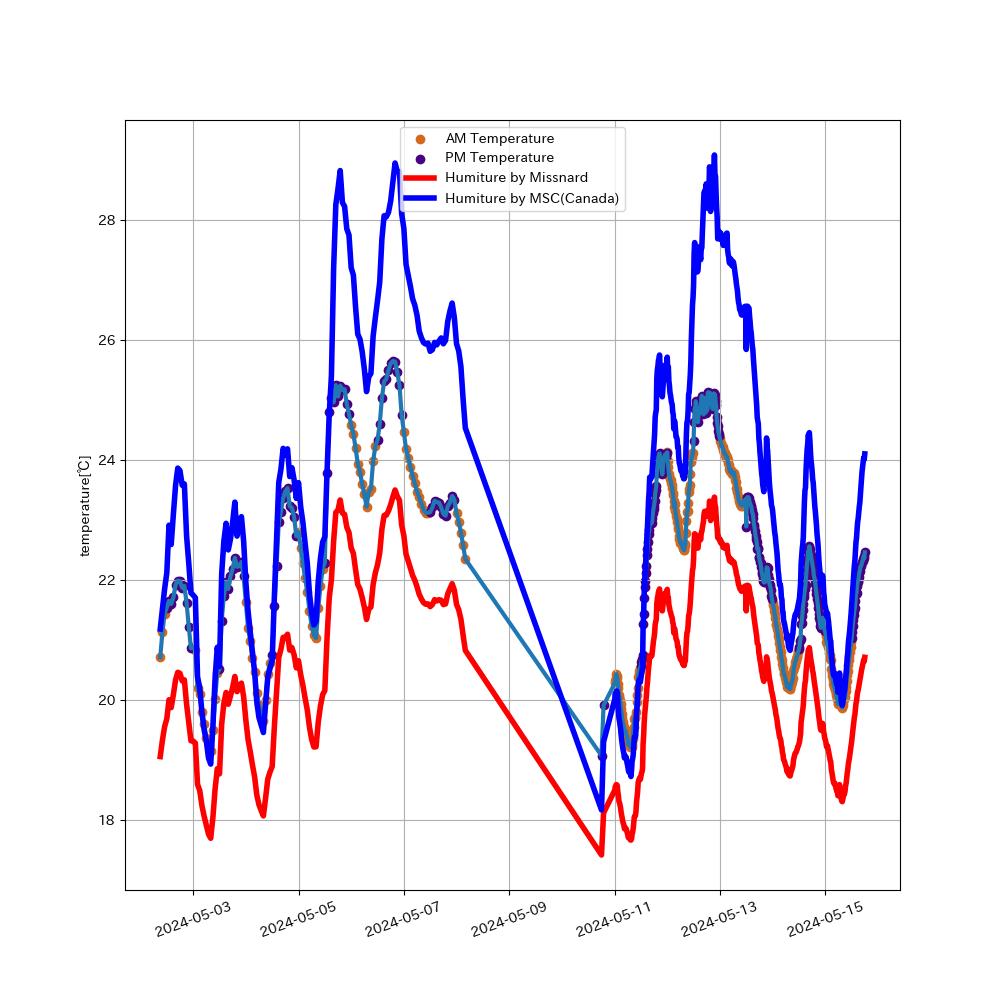 AM Temperature
PM Temperature
Humiture by Missnard
Humiture by MSC(Canada)
28
26
24
22
20
18
temperature[℃]
2024-05-03
2024-05-05
2024-05-07
2024-05-09
2024-05-11
2024-05-13
2024-05-15